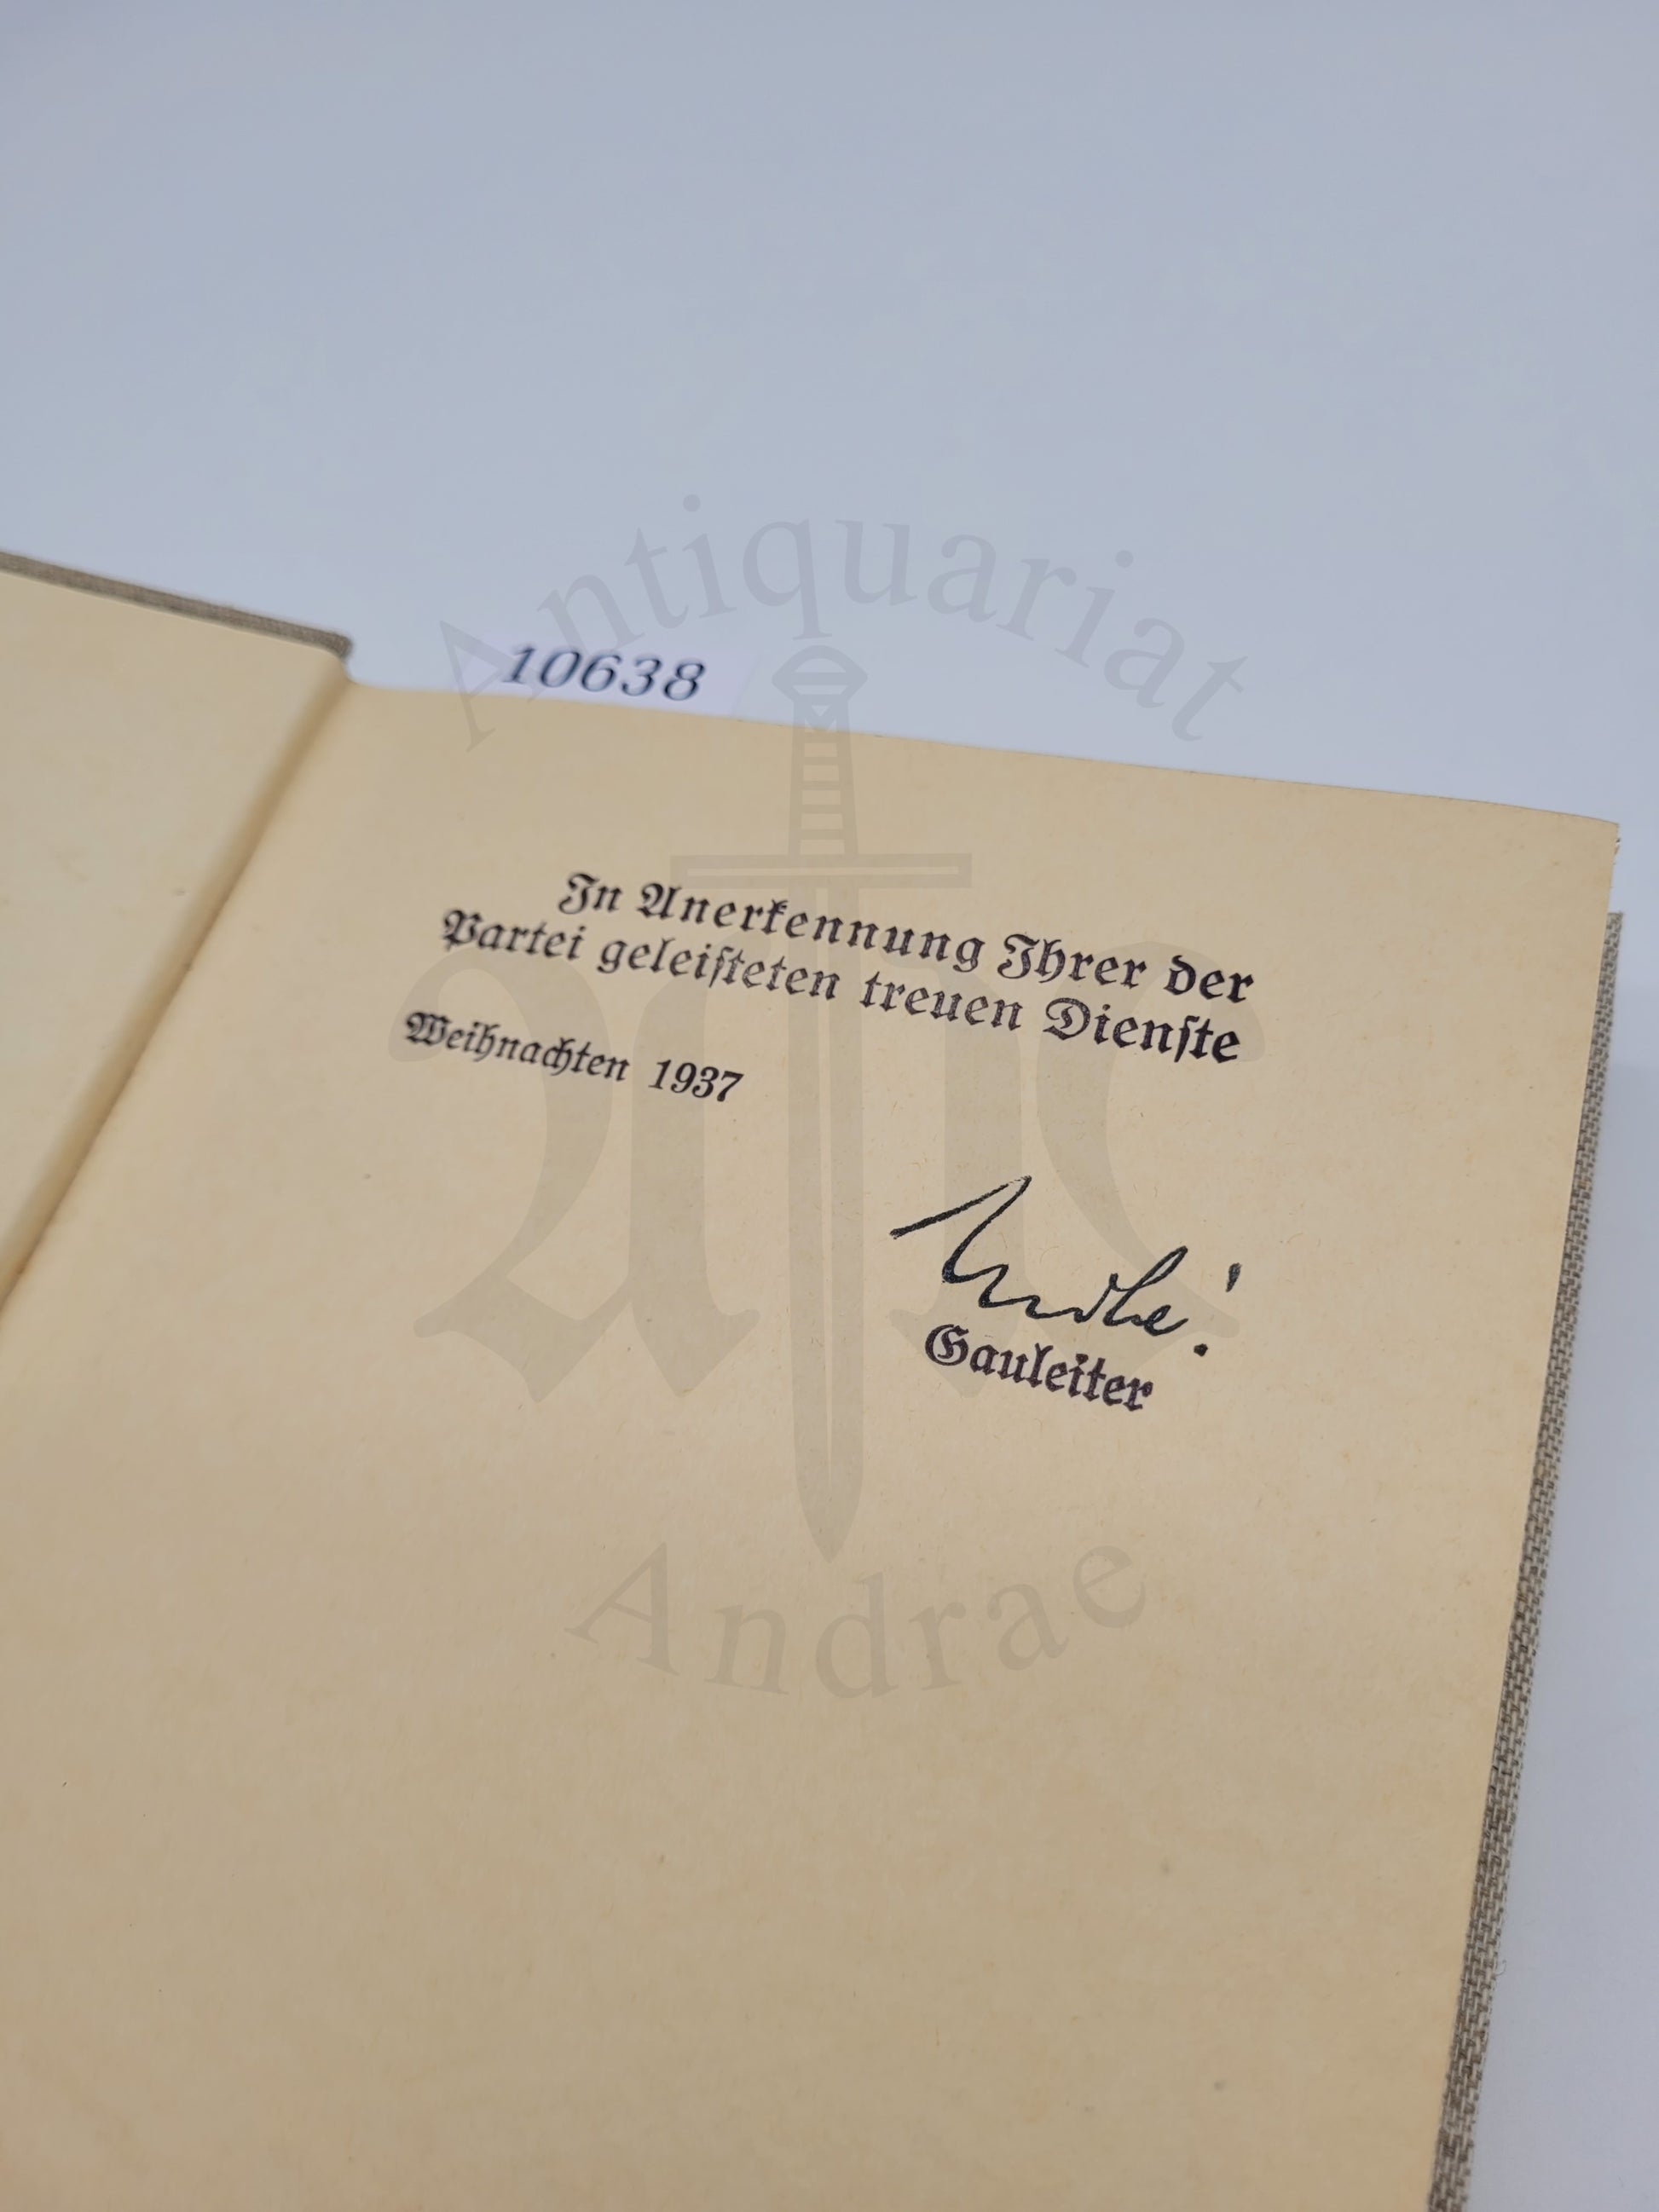 Antiquariat
10638
In Anerkennung Ihrer der
Partei geleiſteten treuen Dienſte
Weihnachten 1937
Gauleiter
Andrae